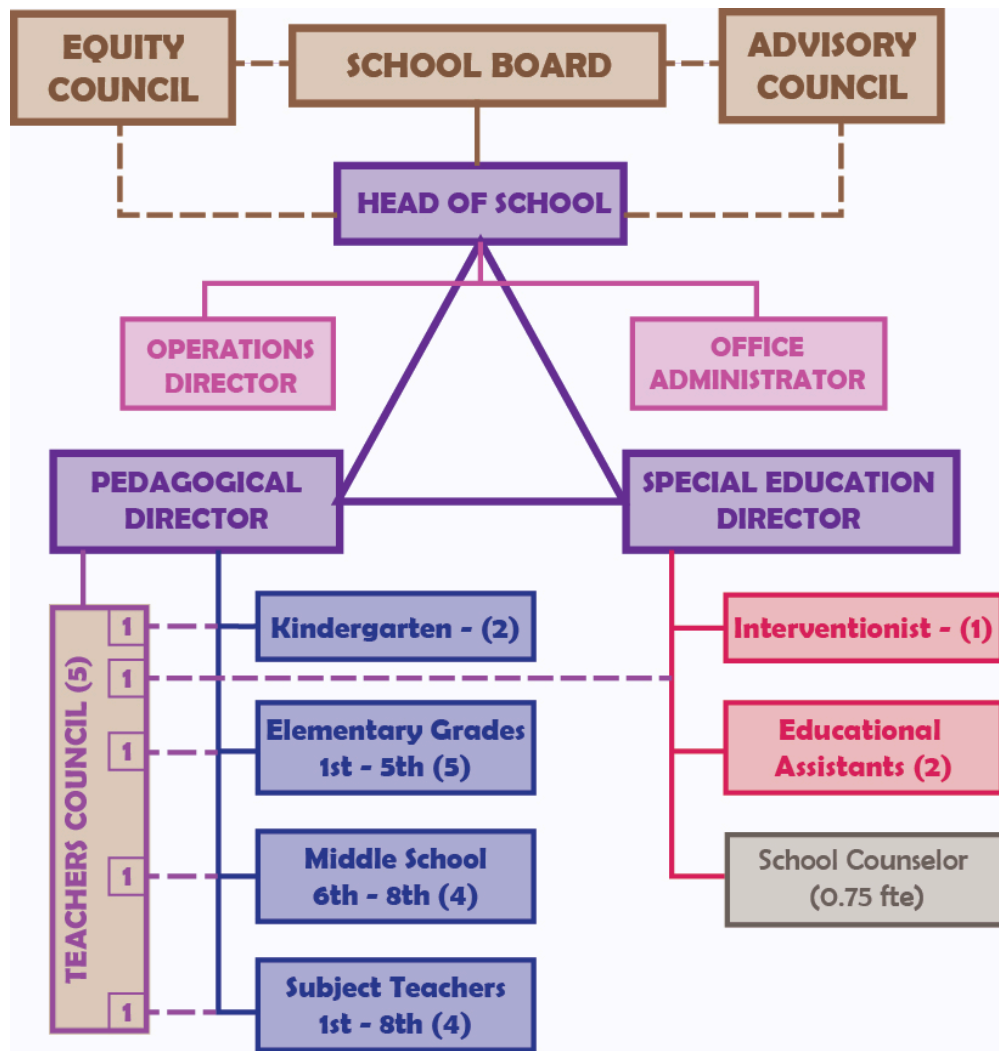 EQUITY
COUNCIL
SCHOOL BOARD
ADVISORY
COUNCIL
HEAD OF SCHOOL
OPERATIONS
DIRECTOR
OFFICE
ADMINISTRATOR
PEDAGOGICAL
DIRECTOR
SPECIAL EDUCATION
DIRECTOR
TEACHERS COUNCIL (5)
1
1
1
1
1
Kindergarten - (2)
Elementary Grades
1st - 5th (5)
Middle School
6th - 8th (4)
Subject Teachers
1st - 8th (4)
Interventionist - (1)
Educational
Assistants (2)
School Counselor
(0.75 fte)